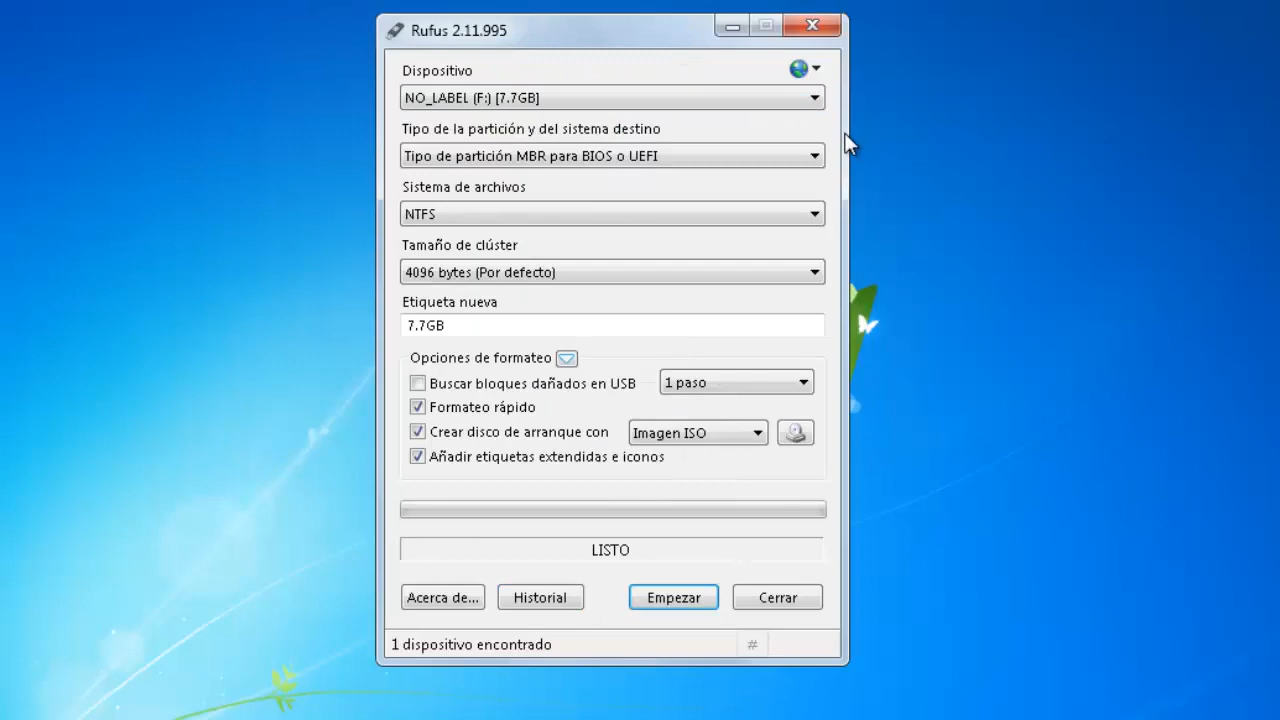 Rufus 2.11.995
Dispositivo
NO_LABEL (F:) [7.7GB]
Tipo de la partición y del sistema destino
Tipo de partición MBR para BIOS o UEFI
Sistema de archivos
NTFS
Tamaño de clúster
4096 bytes (Por defecto)
Etiqueta nueva
7.7GB
Opciones de formateo
Buscar bloques dañados en USB 1 paso
Formateo rápido
Crear disco de arranque con Imagen ISO
Añadir etiquetas extendidas e iconos
LISTO
Acerca de... Historial Empezar Cerrar
1 dispositivo encontrado #